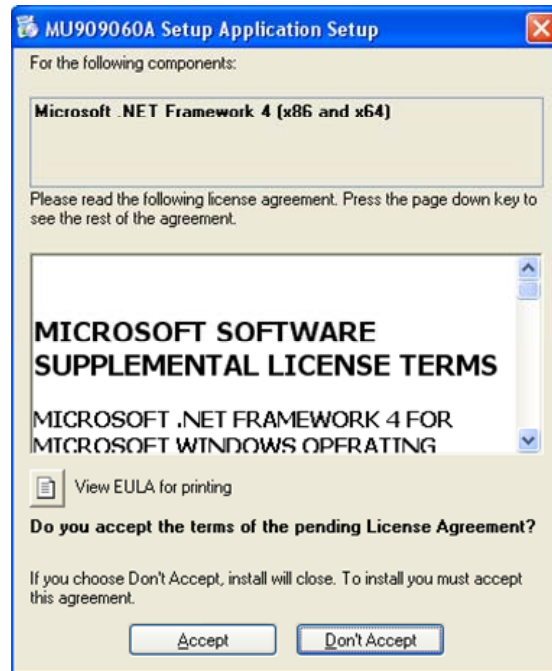 MU909060A Setup Application Setup
For the following components:
Microsoft .NET Framework 4 (x86 and x64)
Please read the following license agreement. Press the page down key to
see the rest of the agreement.
MICROSOFT SOFTWARE
SUPPLEMENTAL LICENSE TERMS
MICROSOFT .NET FRAMEWORK 4 FOR
MICROSOFT WINDOWS OPERATING
View EULA for printing
Do you accept the terms of the pending License Agreement?
If you choose Don't Accept, install will close. To install you must accept
this agreement.
Accept
Don't Accept